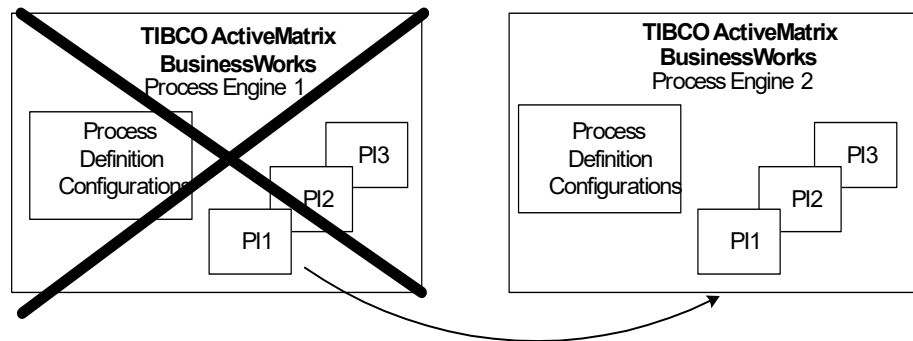 TIBCO ActiveMatrix
BusinessWorks
Process Engine 1
Process
Definition
Configurations
PI3
PI2
PI1
TIBCO ActiveMatrix
BusinessWorks
Process Engine 2
Process
Definition
Configurations
PI3
PI2
PI1